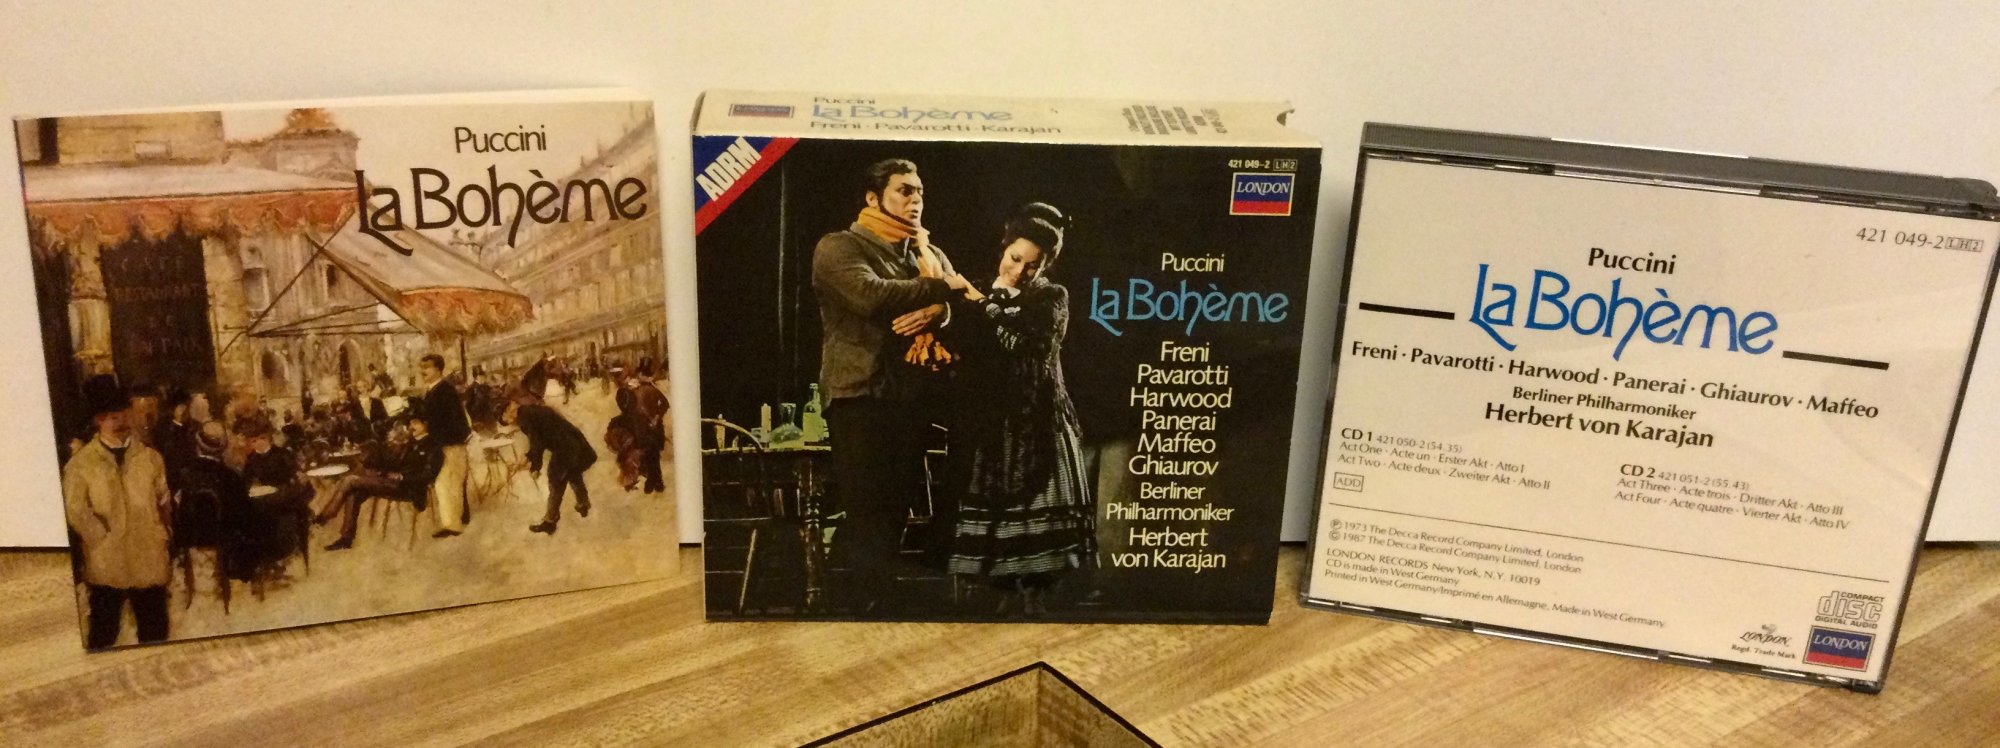 Puccini
La Bohème
CAFE
RESTAURANT
DE
LA PAIX
LONDON
Puccini
La Bohème
Freni · Pavarotti · Karajan
ADRM
421 049-2 LH2
LONDON
Puccini
La Bohème
Freni
Pavarotti
Harwood
Panerai
Maffeo
Ghiaurov
Berliner
Philharmoniker
Herbert
von Karajan
421 049-2 LH2
Puccini
La Bohème
Freni · Pavarotti · Harwood · Panerai · Ghiaurov · Maffeo
Berliner Philharmoniker
Herbert von Karajan
CD 1 421 050-2 (54.35)
Act One · Acte un · Erster Akt · Atto I
Act Two · Acte deux · Zweiter Akt · Atto II
CD 2 421 051-2 (55.43)
Act Three · Acte trois · Dritter Akt · Atto III
Act Four · Acte quatre · Vierter Akt · Atto IV
ADD
℗ 1973 The Decca Record Company Limited, London
© 1987 The Decca Record Company Limited, London
LONDON RECORDS New York, N.Y. 10019
CD is made in West Germany
Printed in West Germany/Imprimé en Allemagne. Made in West Germany
COMPACT
disc
DIGITAL AUDIO
LONDON
Regd. Trade Mark
LONDON